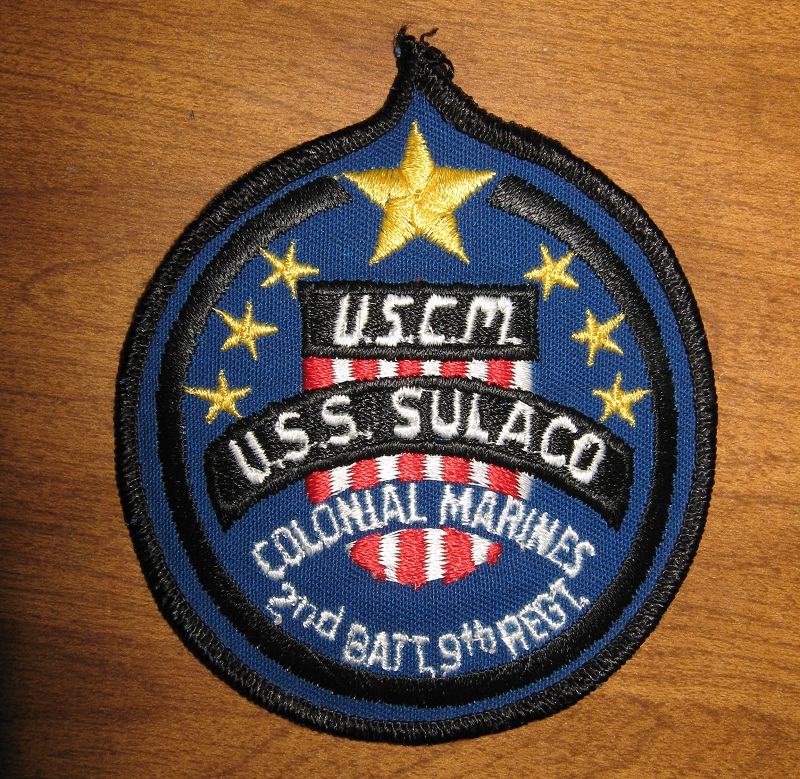 U.S.C.M.
U.S.S. SULACO
COLONIAL MARINES
2nd BATT, 9th REGT.